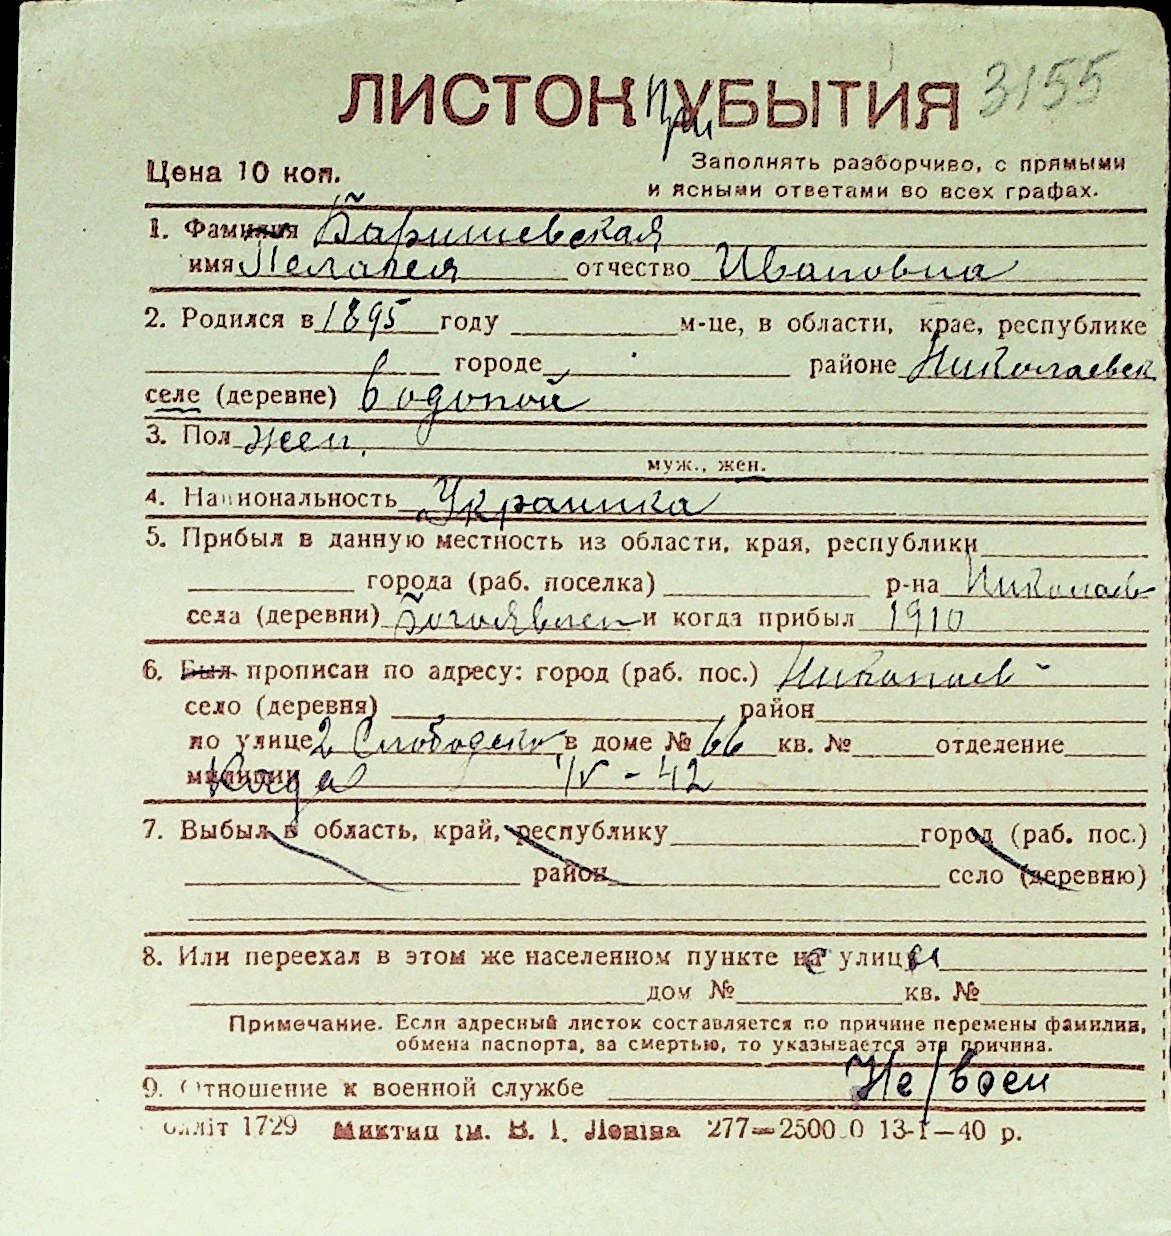 ЛИСТОК при УБЫТИЯ 3155
Цена 10 коп.
Заполнять разборчиво, с прямыми
и ясными ответами во всех графах.
1. Фамилия Баришевская
имя Пелагея отчество Ивановна
2. Родился в 1895 году м-це, в области, крае, республике
городе районе Николаевск
селе (деревне) Водопой
3. Пол жен.
муж., жен.
4. Национальность Украинка
5. Прибыл в данную местность из области, края, республики
города (раб. поселка) р-на Николаев
села (деревни) Богоявлен и когда прибыл 1910
6. Был прописан по адресу: город (раб. пос.) Николаев
село (деревня) район
по улице 2 Слободско в доме № 66 кв. № отделение
милиции Когда IV - 42
7. Выбыл в область, край, республику город (раб. пос.)
район село (деревню)
8. Или переехал в этом же населенном пункте с улицы
дом № кв. №
Примечание. Если адресный листок составляется по причине перемены фамилии,
обмена паспорта, за смертью, то указывается эта причина.
9. Отношение к военной службе Не/воен
1729 Миктип ім. В. І. Леніна 277—2500 0 13-I—40 р.